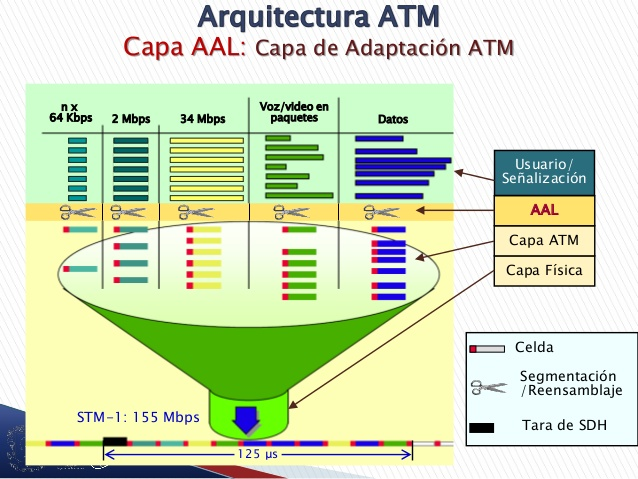 Arquitectura ATM
Capa AAL: Capa de Adaptación ATM
n x
64 Kbps
2 Mbps
34 Mbps
Voz/video en
paquetes
Datos
Usuario/
Señalización
AAL
Capa ATM
Capa Física
Celda
Segmentación
/Reensamblaje
Tara de SDH
STM-1: 155 Mbps
125 µs